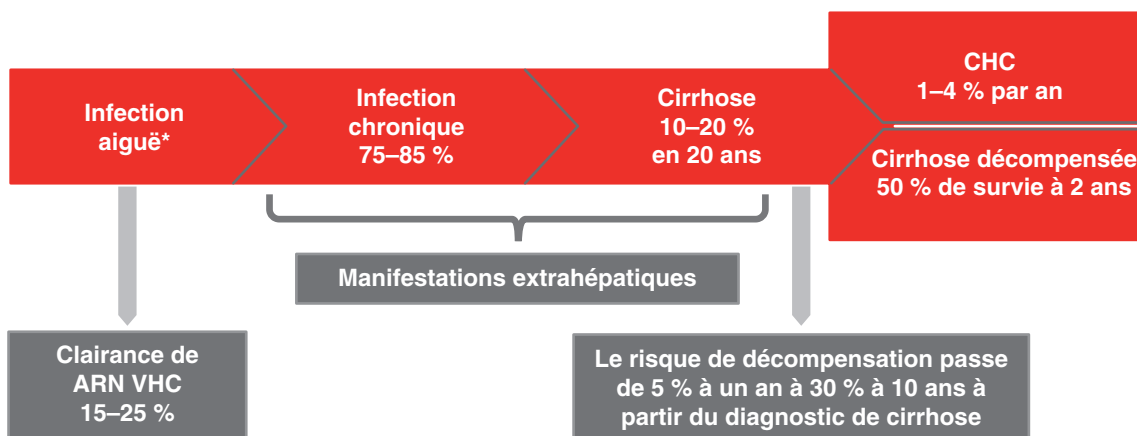 Infection
aiguë*
Infection
chronique
75–85 %
Cirrhose
10–20 %
en 20 ans
CHC
1–4 % par an
Cirrhose décompensée
50 % de survie à 2 ans
Manifestations extrahépatiques
Clairance de
ARN VHC
15–25 %
Le risque de décompensation passe
de 5 % à un an à 30 % à 10 ans à
partir du diagnostic de cirrhose